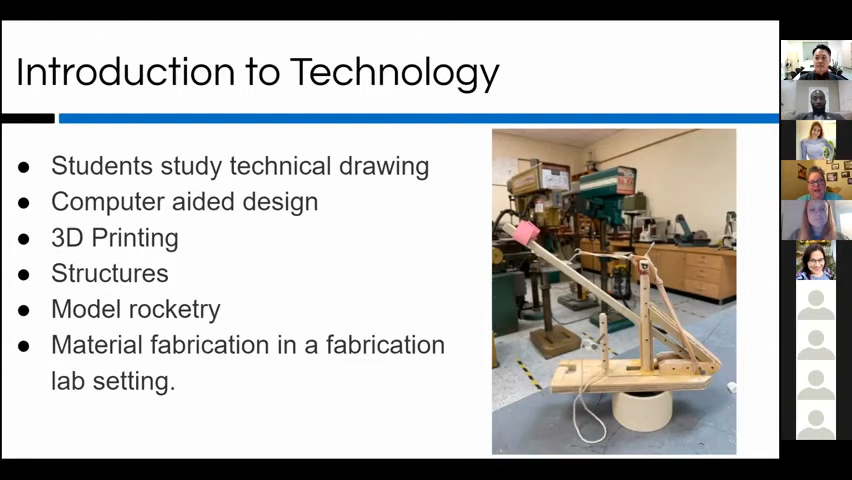 Introduction to Technology
● Students study technical drawing
● Computer aided design
● 3D Printing
● Structures
● Model rocketry
● Material fabrication in a fabrication
lab setting.